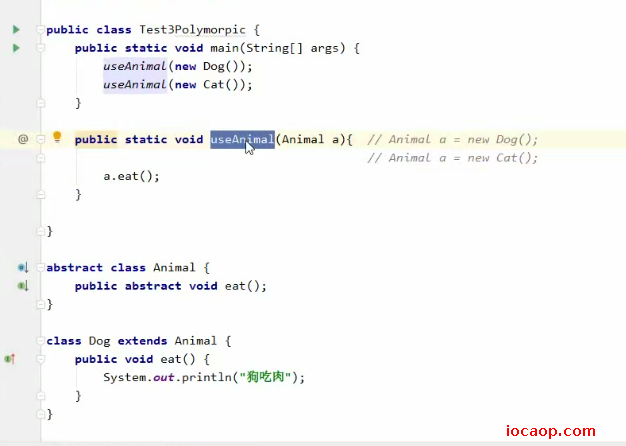 public class Test3Polymorpic {
public static void main(String[] args) {
useAnimal(new Dog());
useAnimal(new Cat());
}
public static void useAnimal(Animal a){  // Animal a = new Dog();
// Animal a = new Cat();
a.eat();
}
}
abstract class Animal {
public abstract void eat();
}
class Dog extends Animal {
public void eat() {
System.out.println("狗吃肉");
}
}
iocaop.com